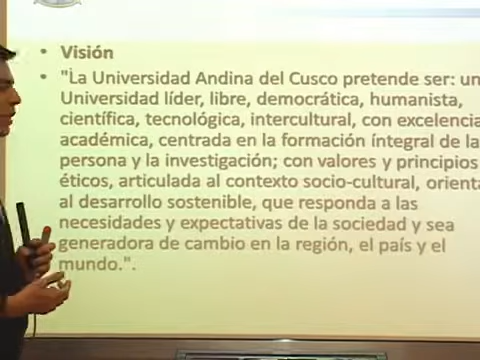 • Visión
• "La Universidad Andina del Cusco pretende ser: un
Universidad líder, libre, democrática, humanista,
científica, tecnológica, intercultural, con excelencia
académica, centrada en la formación íntegral de la
persona y la investigación; con valores y principios
éticos, articulada al contexto socio-cultural, orienta
al desarrollo sostenible, que responda a las
necesidades y expectativas de la sociedad y sea
generadora de cambio en la región, el país y el
mundo.".